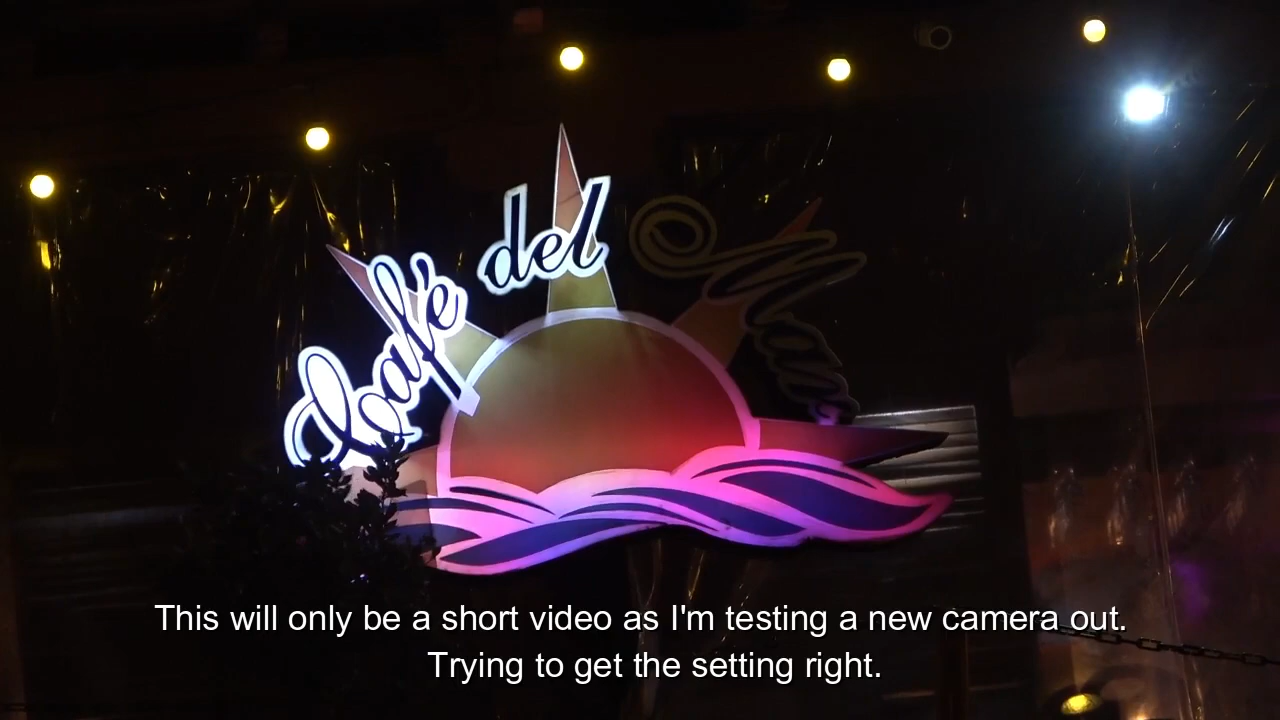 Café del Mar
This will only be a short video as I'm testing a new camera out.
Trying to get the setting right.